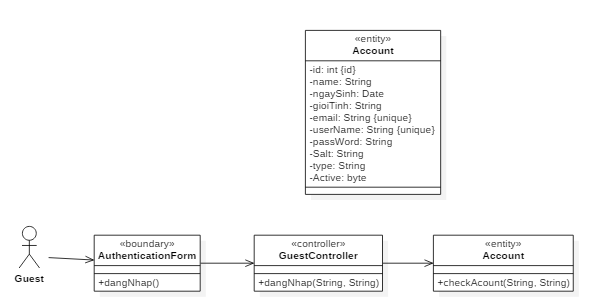 «entity»
Account
-id: int {id}
-name: String
-ngaySinh: Date
-gioiTinh: String
-email: String {unique}
-userName: String {unique}
-passWord: String
-Salt: String
-type: String
-Active: byte
Guest
«boundary»
AuthenticationForm
+dangNhap()
«controller»
GuestController
+dangNhap(String, String)
«entity»
Account
+checkAcount(String, String)